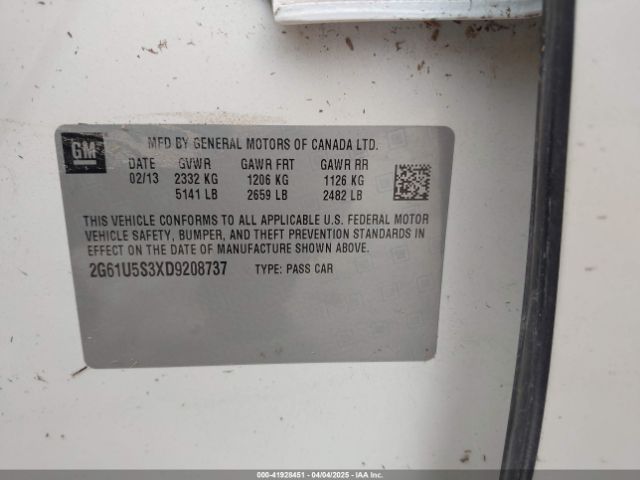 GM
MFD BY GENERAL MOTORS OF CANADA LTD.
DATE GVWR GAWR FRT GAWR RR
02/13 2332 KG 1206 KG 1126 KG
5141 LB 2659 LB 2482 LB
THIS VEHICLE CONFORMS TO ALL APPLICABLE U.S. FEDERAL MOTOR
VEHICLE SAFETY, BUMPER, AND THEFT PREVENTION STANDARDS IN
EFFECT ON THE DATE OF MANUFACTURE SHOWN ABOVE.
2G61U5S3XD9208737 TYPE: PASS CAR
000-41928451 - 04/04/2025 - IAAI.COM